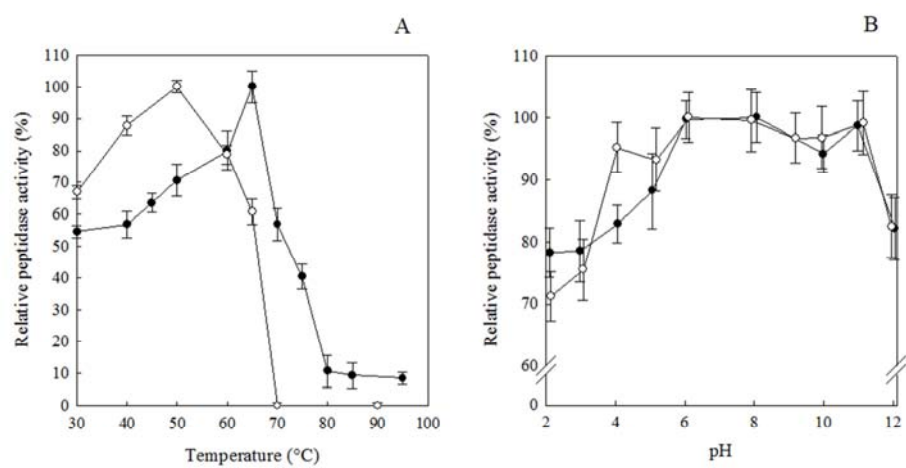 A
110
100
90
80
70
60
50
40
30
20
10
0
30 40 50 60 70 80 90 100
Relative peptidase activity (%)
Temperature (°C)
B
110
100
90
80
70
60
0
2 4 6 8 10 12
Relative peptidase activity (%)
pH